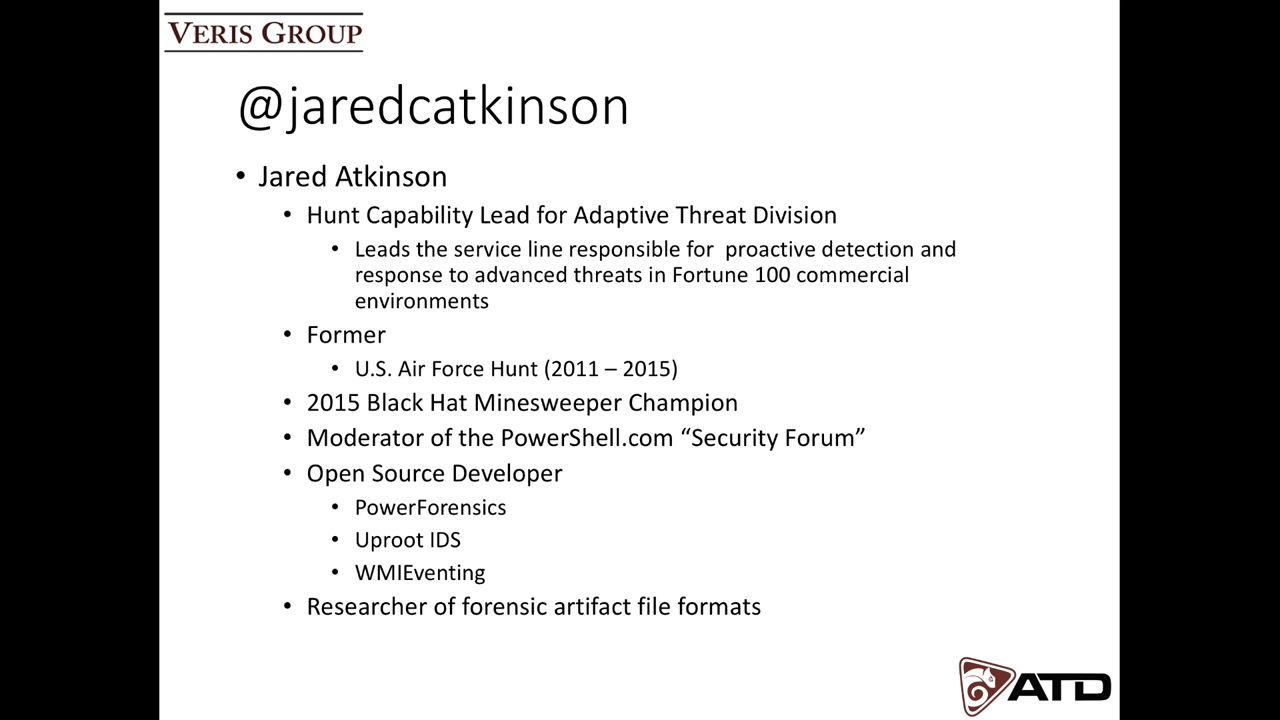 VERIS GROUP
@jaredcatkinson
• Jared Atkinson
• Hunt Capability Lead for Adaptive Threat Division
• Leads the service line responsible for  proactive detection and
response to advanced threats in Fortune 100 commercial
environments
• Former
• U.S. Air Force Hunt (2011 – 2015)
• 2015 Black Hat Minesweeper Champion
• Moderator of the PowerShell.com “Security Forum”
• Open Source Developer
• PowerForensics
• Uproot IDS
• WMIEventing
• Researcher of forensic artifact file formats
ATD